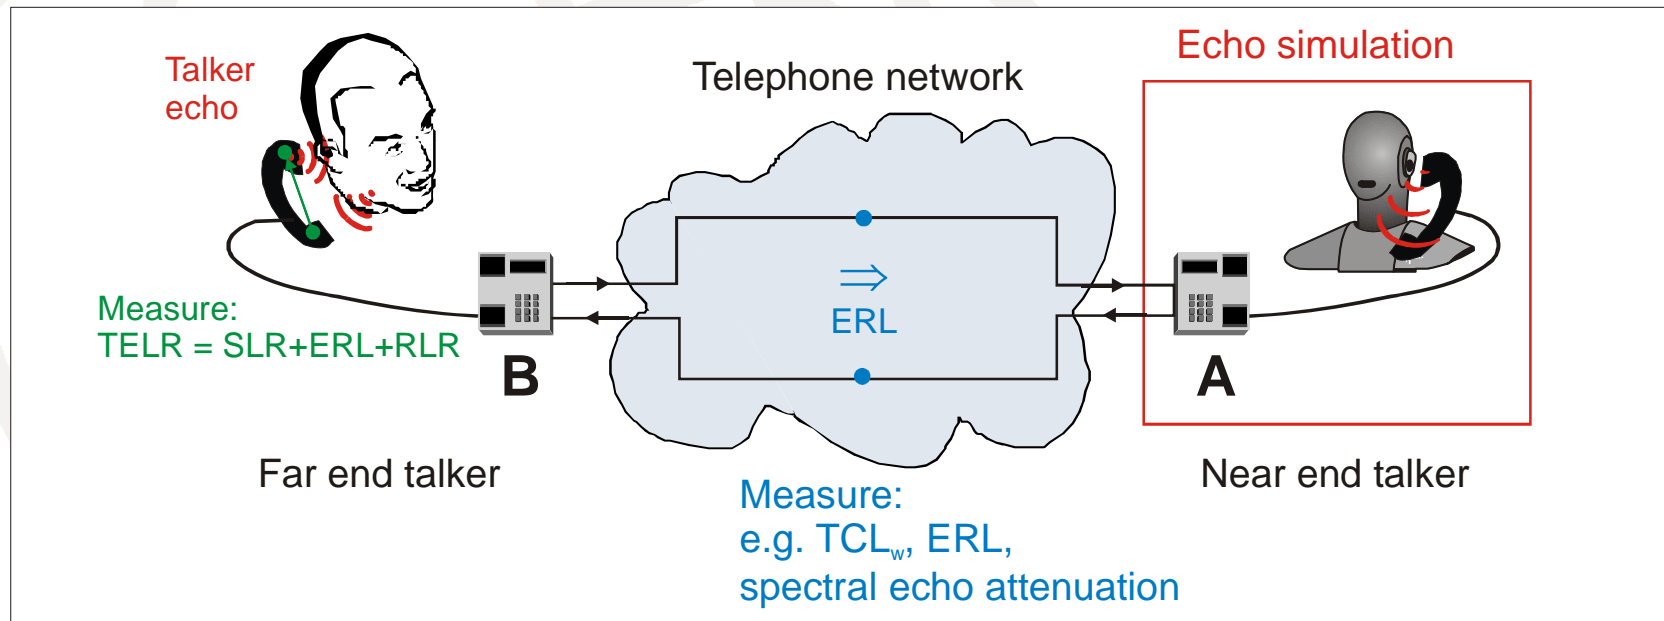 Echo simulation
Talker
echo
Telephone network
ERL
Measure:
TELR = SLR+ERL+RLR
B
A
Far end talker
Near end talker
Measure:
e.g. TCLw, ERL,
spectral echo attenuation